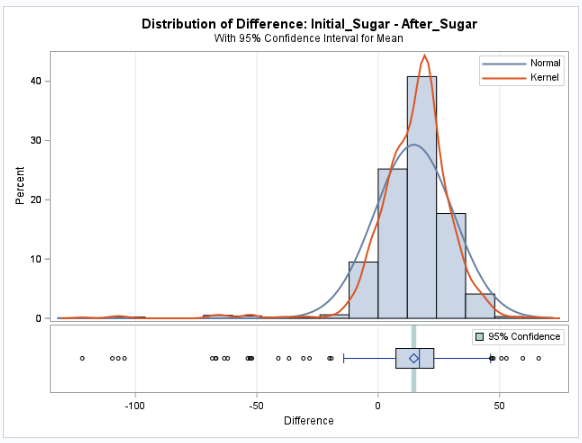 Distribution of Difference: Initial_Sugar - After_Sugar
With 95% Confidence Interval for Mean
Normal
Kernel
40
30
20
10
0
Percent
95% Confidence
-100
-50
0
50
Difference